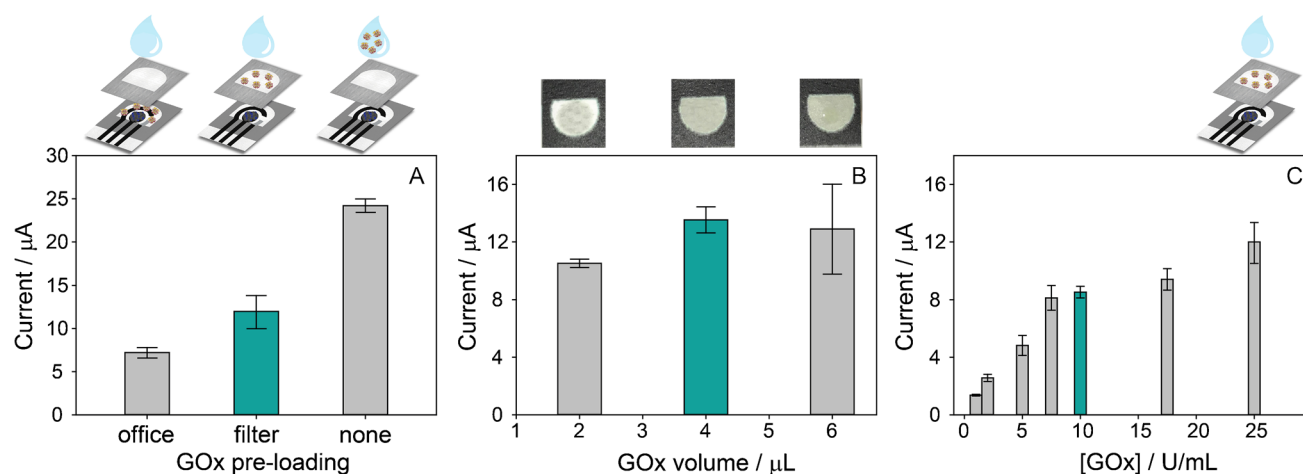 A
30
25
20
15
10
5
0
Current / μA
office filter none
GOx pre-loading
B
16
12
8
4
0
Current / μA
1 2 3 4 5 6
GOx volume / μL
C
16
12
8
4
0
Current / μA
0 5 10 15 20 25
[GOx] / U/mL